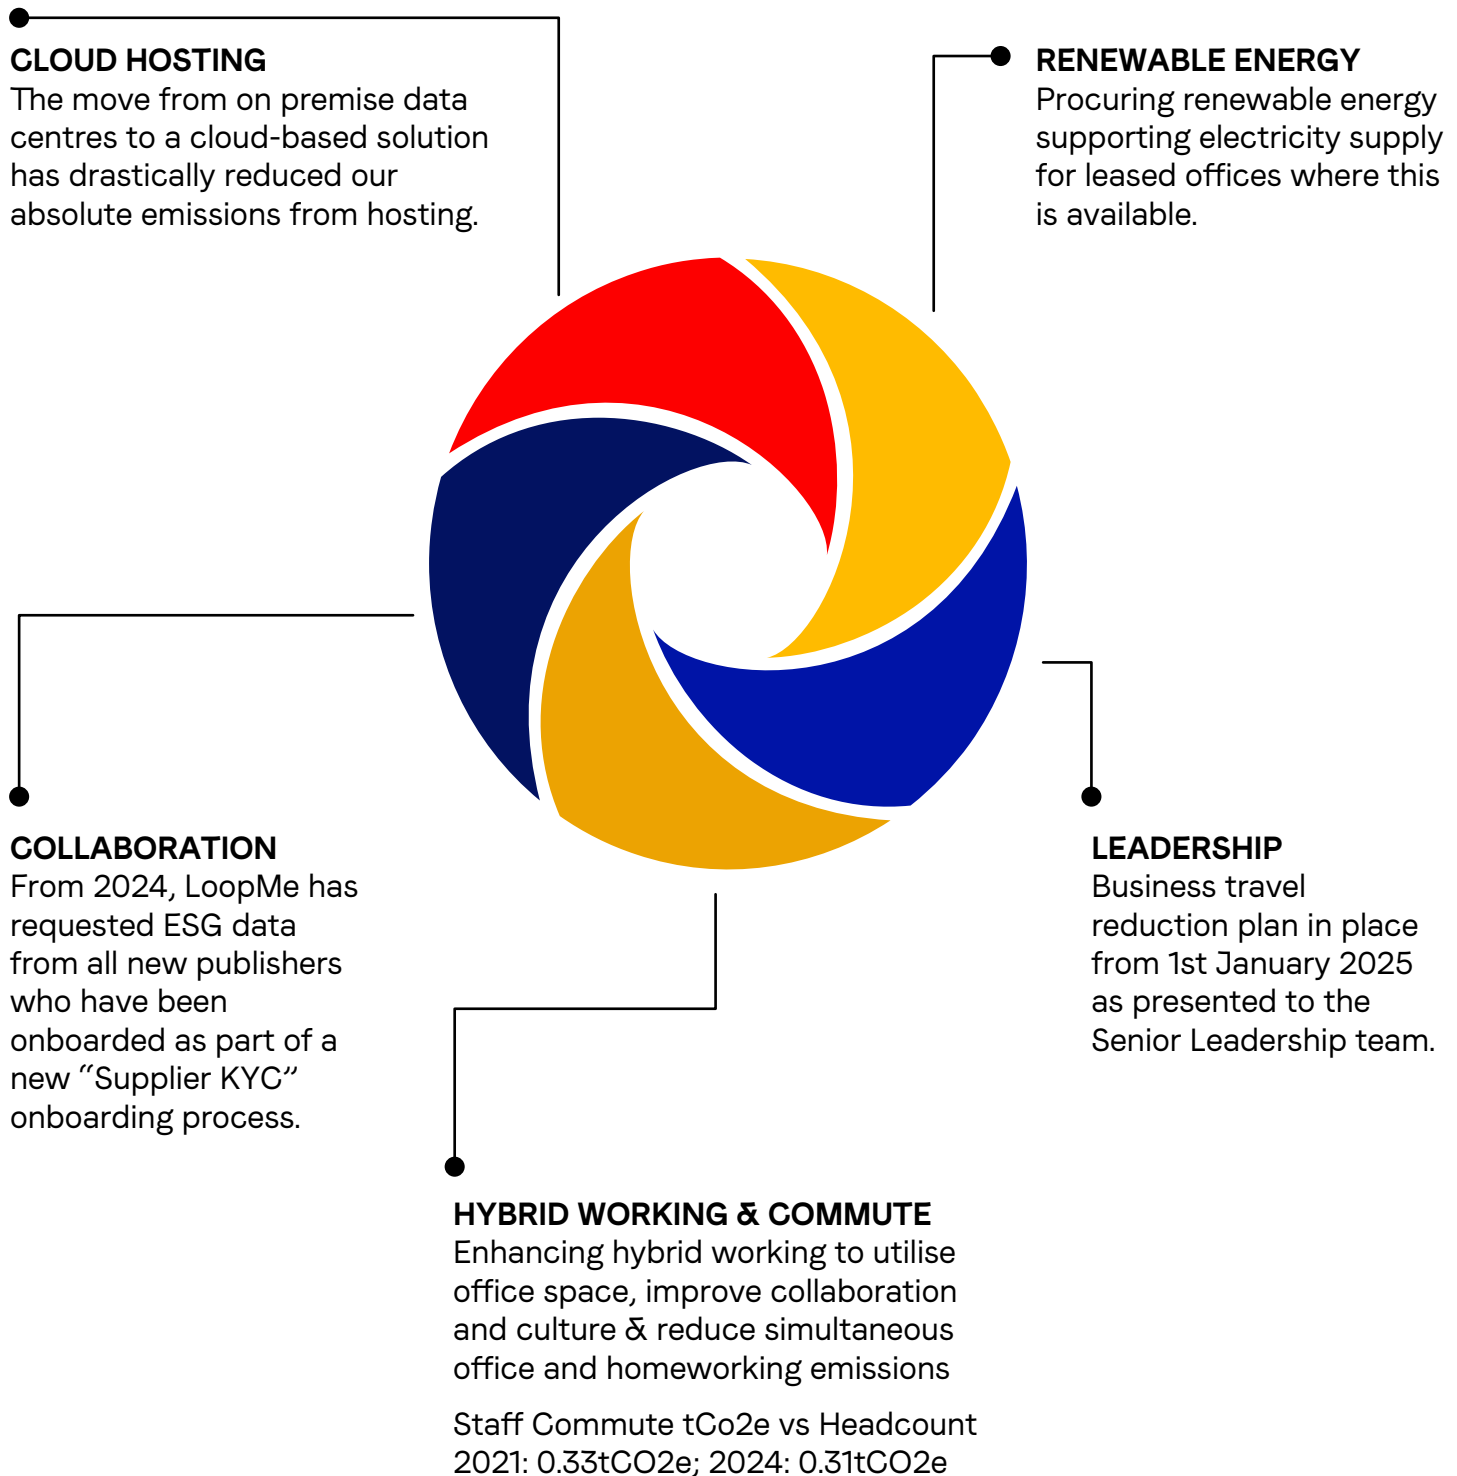 CLOUD HOSTING
The move from on premise data
centres to a cloud-based solution
has drastically reduced our
absolute emissions from hosting.
RENEWABLE ENERGY
Procuring renewable energy
supporting electricity supply
for leased offices where this
is available.
COLLABORATION
From 2024, LoopMe has
requested ESG data
from all new publishers
who have been
onboarded as part of a
new “Supplier KYC”
onboarding process.
LEADERSHIP
Business travel
reduction plan in place
from 1st January 2025
as presented to the
Senior Leadership team.
HYBRID WORKING & COMMUTE
Enhancing hybrid working to utilise
office space, improve collaboration
and culture & reduce simultaneous
office and homeworking emissions
Staff Commute tCo2e vs Headcount
2021: 0.33tCO2e; 2024: 0.31tCO2e